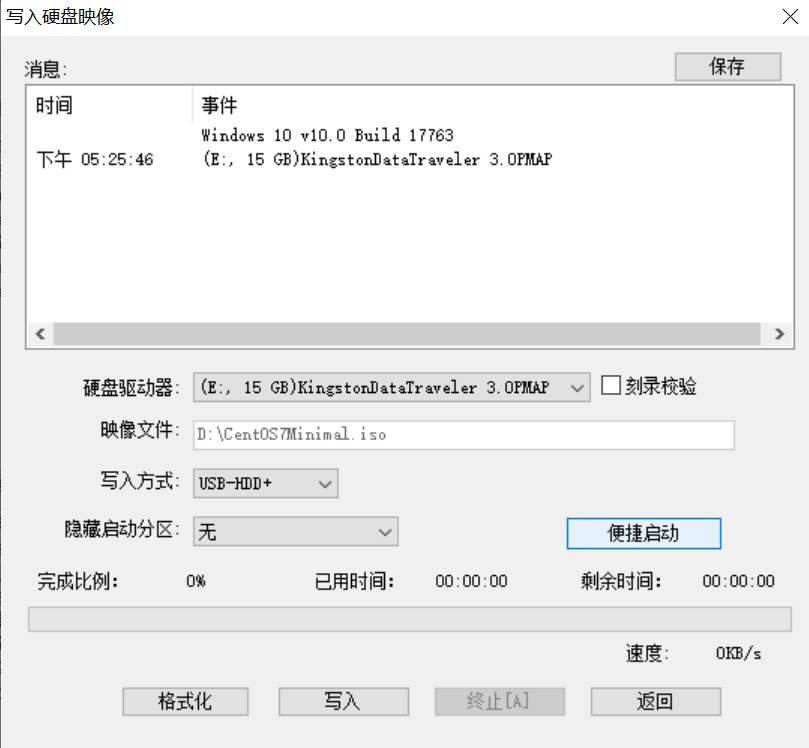 写入硬盘映像
消息:
保存
时间 事件
Windows 10 v10.0 Build 17763
下午 05:25:46 (E:, 15 GB)KingstonDataTraveler 3.0PMAP
硬盘驱动器: (E:, 15 GB)KingstonDataTraveler 3.0PMAP 刻录校验
映像文件: D:\CentOS7Minimal.iso
写入方式: USB-HDD+
隐藏启动分区: 无 便捷启动
完成比例: 0% 已用时间: 00:00:00 剩余时间: 00:00:00
速度: 0KB/s
格式化 写入 终止[A] 返回